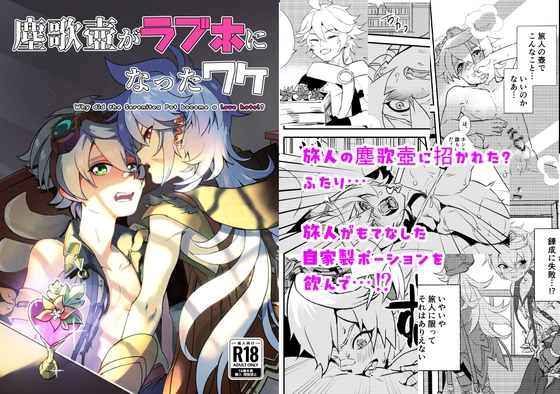 塵歌壺がラブホに
なったワケ
Why did the Serenitea Pot become a love hotel?
成人向け
R18
ADULT ONLY
旅人の壺で
こんなこと…
いいのか
なあ…
旅人の塵歌壺に招かれた?
ふたり…
旅人がもてなした
自家製ポーションを
飲んで…!?
錬成に失敗…!?
いやいや
旅人に限って
それはありえない